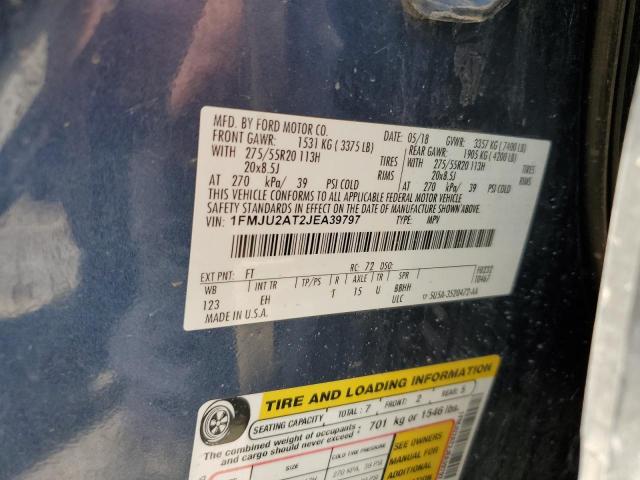 MFD. BY FORD MOTOR CO. 05/18 GVWR: 3357 KG (7400 LB)
FRONT GAWR: 1531 KG (3375 LB) REAR GAWR: 1905 KG (4200 LB)
WITH 275/55R20 113H TIRES WITH 275/55R20 113H TIRES
20x8.5J RIMS 20x8.5J RIMS
AT 270 kPa/ 39 PSI COLD AT 270 kPa/ 39 PSI COLD
THIS VEHICLE CONFORMS TO ALL APPLICABLE FEDERAL MOTOR VEHICLE
SAFETY STANDARDS IN EFFECT ON THE DATE OF MANUFACTURE SHOWN ABOVE.
VIN: 1FMJU2AT2JEA39797 TYPE: MPV
EXT PNT: FT RC: 72 DSO:
WB INT TR TP/PS R AXLE TR SPR
123 EH 1 15 U BBHH
ULC
MADE IN U.S.A.
TIRE AND LOADING INFORMATION
SEATING CAPACITY TOTAL: 7 FRONT: 2 REAR: 5
The combined weight of occupants
and cargo should never exceed: 701 kg or 1546 lbs.
SIZE COLD TIRE PRESSURE
SEE OWNERS
MANUAL FOR
ADDITIONAL